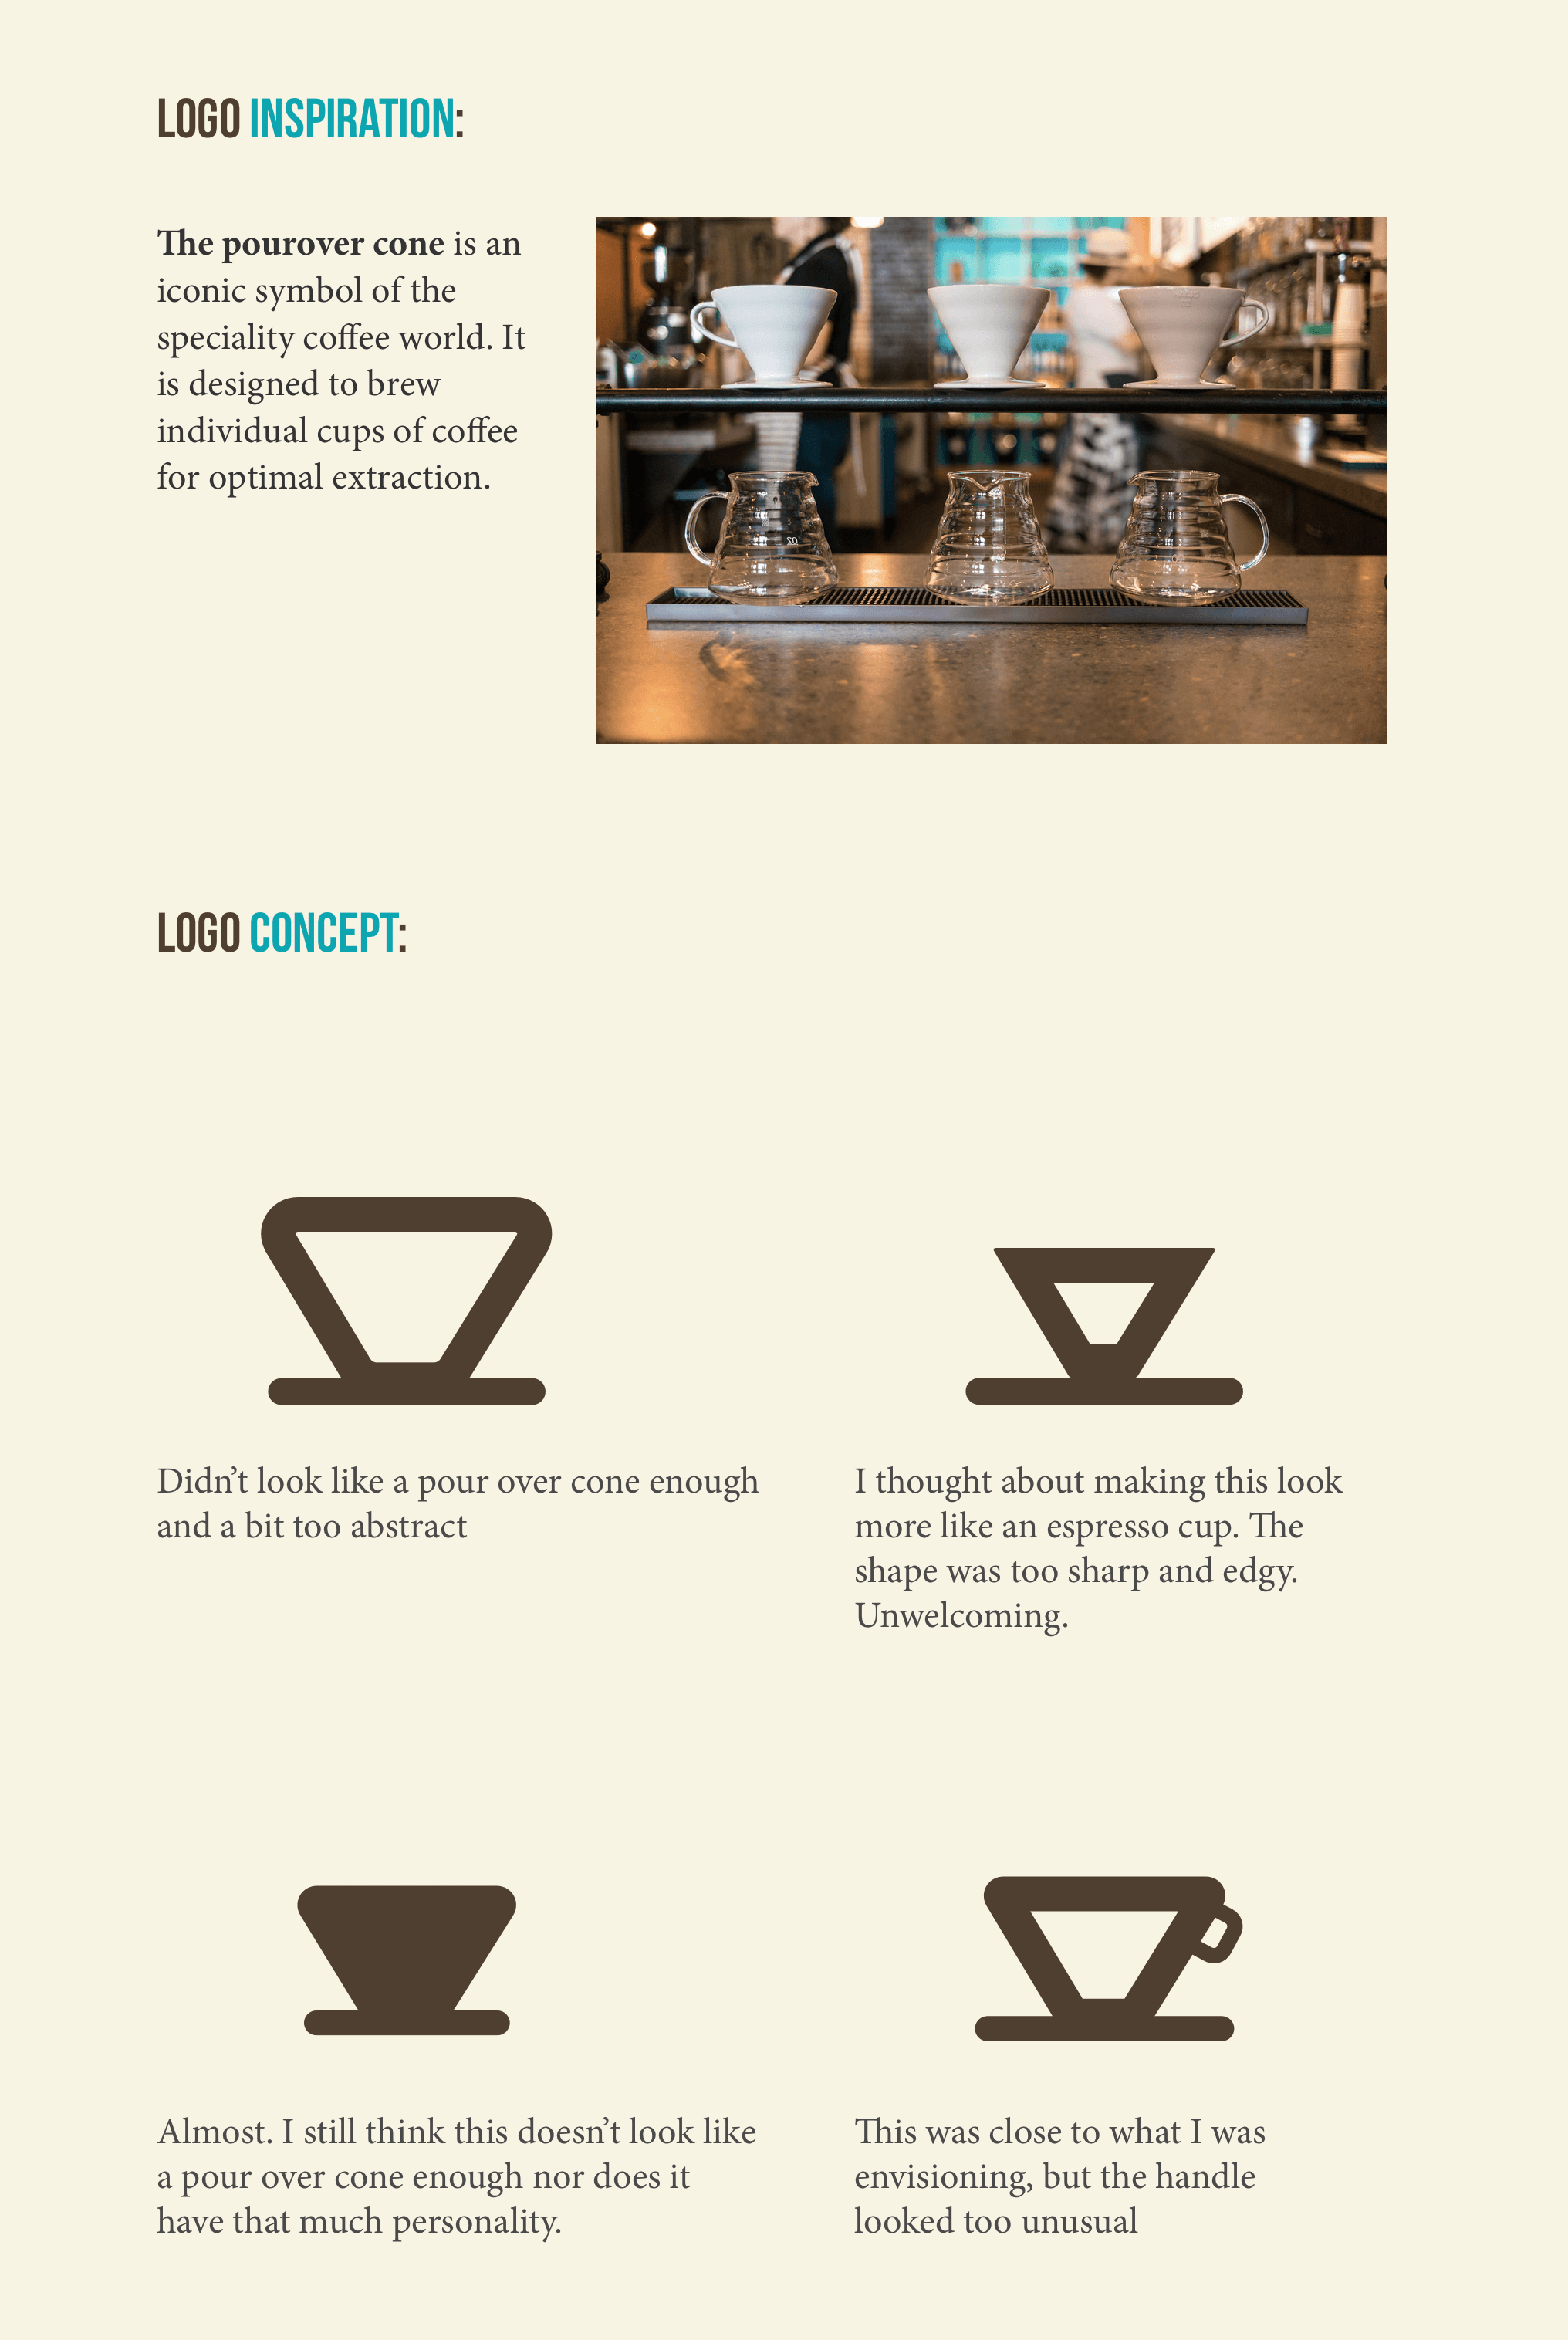 LOGO INSPIRATION:
The pourover cone is an
iconic symbol of the
speciality coffee world. It
is designed to brew
individual cups of coffee
for optimal extraction.
LOGO CONCEPT:
Didn’t look like a pour over cone enough
and a bit too abstract
I thought about making this look
more like an espresso cup. The
shape was too sharp and edgy.
Unwelcoming.
Almost. I still think this doesn’t look like
a pour over cone enough nor does it
have that much personality.
This was close to what I was
envisioning, but the handle
looked too unusual